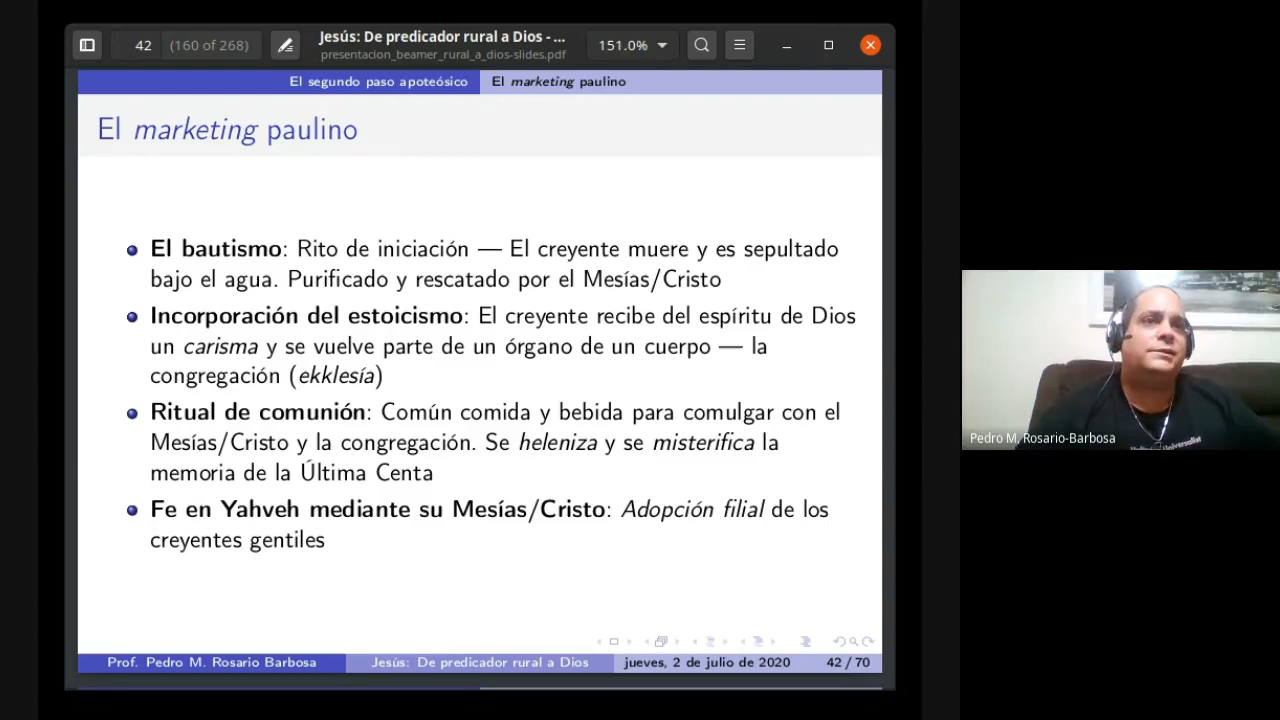 42
(160 of 268)
Jesús: De predicador rural a Dios - ...
presentacion_beamer_rural_a_dios-slides.pdf
151.0%
El segundo paso apoteósico
El marketing paulino
El marketing paulino
El bautismo: Rito de iniciación — El creyente muere y es sepultado
bajo el agua. Purificado y rescatado por el Mesías/Cristo
Incorporación del estoicismo: El creyente recibe del espíritu de Dios
un carisma y se vuelve parte de un órgano de un cuerpo — la
congregación (ekklesía)
Ritual de comunión: Común comida y bebida para comulgar con el
Mesías/Cristo y la congregación. Se heleniza y se misterifica la
memoria de la Última Centa
Fe en Yahveh mediante su Mesías/Cristo: Adopción filial de los
creyentes gentiles
Prof. Pedro M. Rosario Barbosa
Jesús: De predicador rural a Dios
jueves, 2 de julio de 2020
42 / 70
Pedro M. Rosario-Barbosa